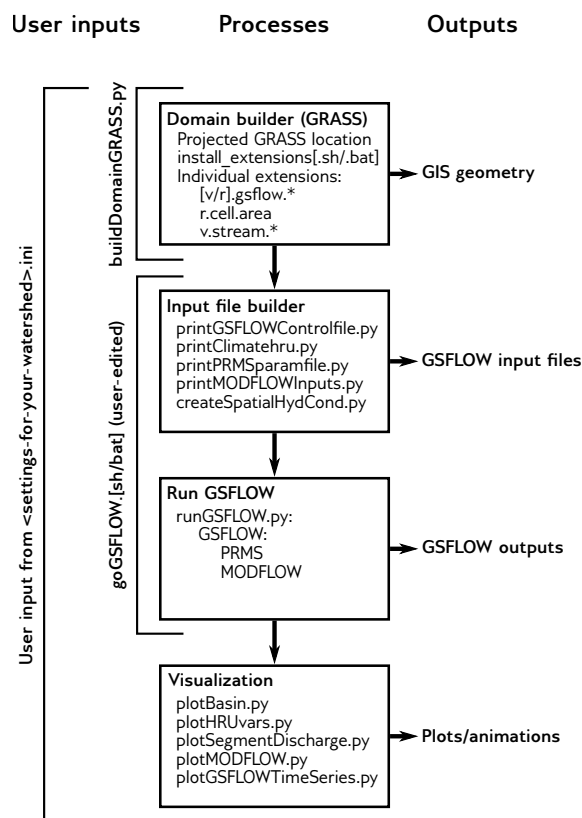 User inputs
Processes
Outputs
User input from <settings-for-your-watershed>.ini
buildDomainGRASS.py
Domain builder (GRASS)
Projected GRASS location
install_extensions[.sh/.bat]
Individual extensions:
[v/r].gsflow.*
r.cell.area
v.stream.*
GIS geometry
goGSFLOW.[sh/bat] (user-edited)
Input file builder
printGSFLOWControlfile.py
printClimatehru.py
printPRMSparamfile.py
printMODFLOWInputs.py
createSpatialHydCond.py
GSFLOW input files
Run GSFLOW
runGSFLOW.py:
GSFLOW:
PRMS
MODFLOW
GSFLOW outputs
Visualization
plotBasin.py
plotHRUvars.py
plotSegmentDischarge.py
plotMODFLOW.py
plotGSFLOWTimeSeries.py
Plots/animations